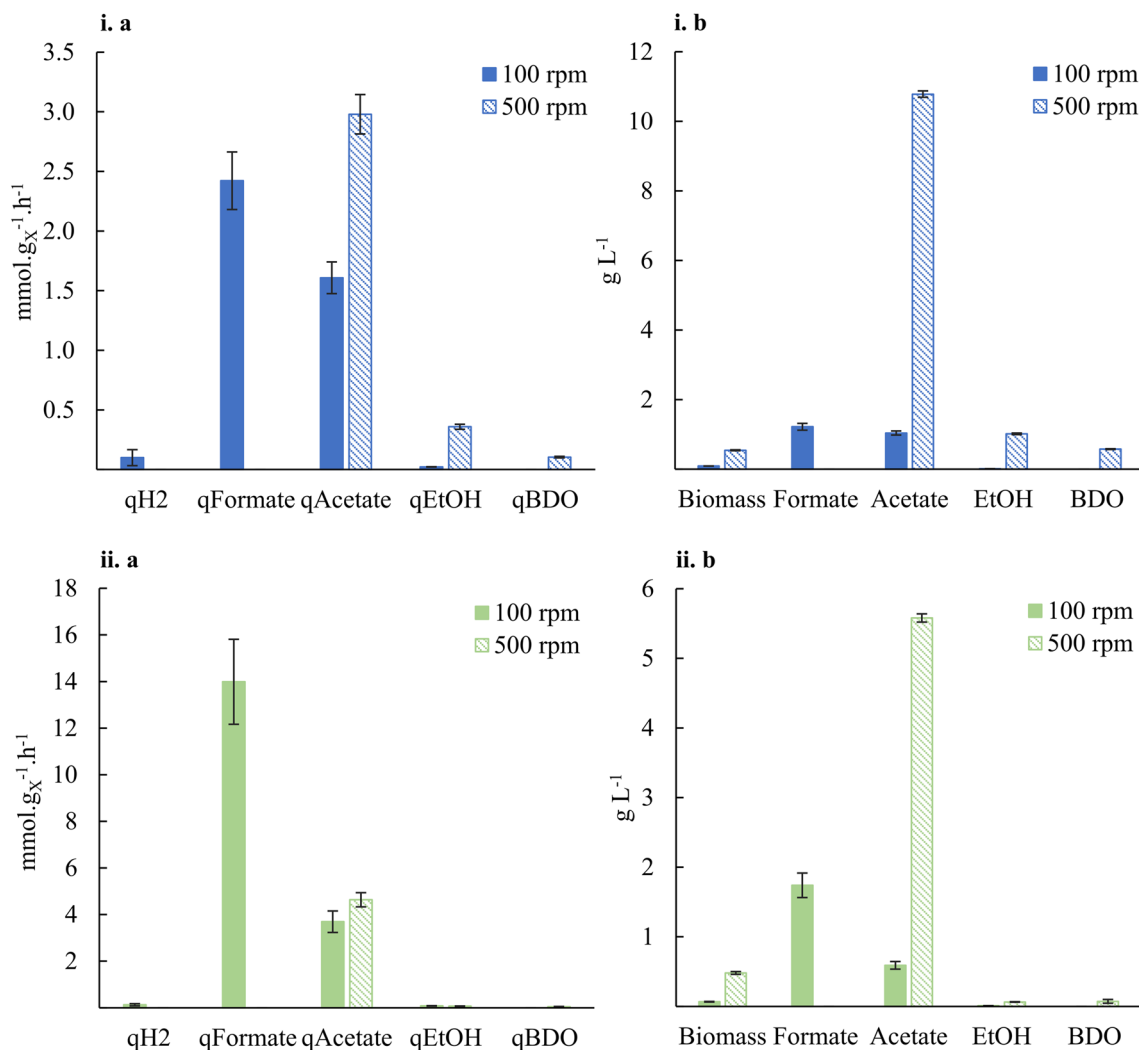 i. a
3.5
3.0
2.5
2.0
1.5
1.0
0.5
mmol.gX-1.h-1
100 rpm
500 rpm
qH2 qFormate qAcetate qEtOH qBDO
i. b
12
10
8
6
4
2
g L-1
100 rpm
500 rpm
Biomass Formate Acetate EtOH BDO
ii. a
18
16
14
12
10
8
6
4
2
mmol.gX-1.h-1
100 rpm
500 rpm
qH2 qFormate qAcetate qEtOH qBDO
ii. b
6
5
4
3
2
1
g L-1
100 rpm
500 rpm
Biomass Formate Acetate EtOH BDO